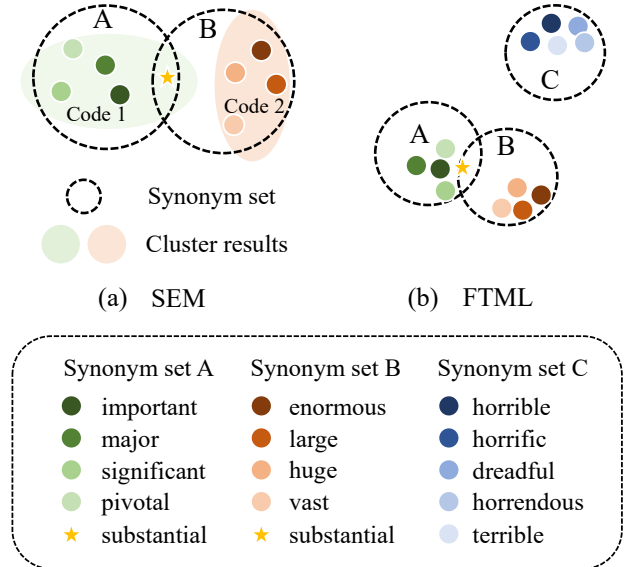 A
B
Code 1
Code 2
C
A
B
Synonym set
Cluster results
(a) SEM
(b) FTML
Synonym set A Synonym set B Synonym set C
important enormous horrible
major large horrific
significant huge dreadful
pivotal vast horrendous
substantial substantial terrible